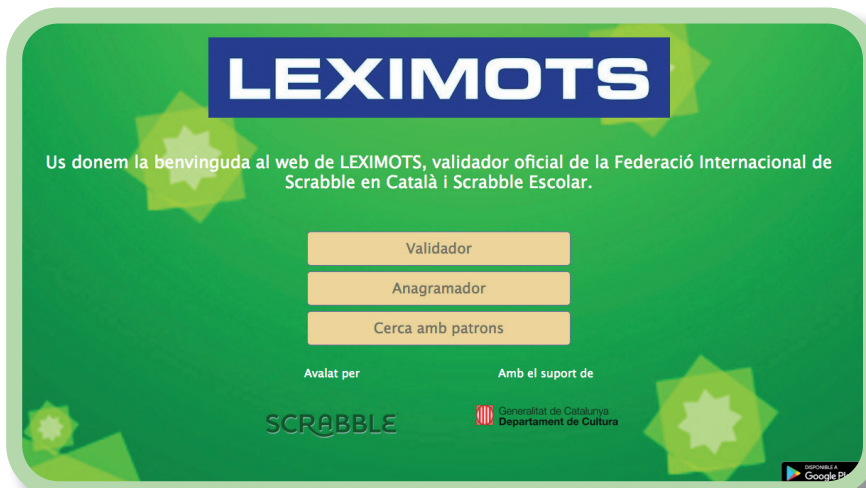 LEXIMOTS
Us donem la benvinguda al web de LEXIMOTS, validador oficial de la Federació Internacional de
Scrabble en Català i Scrabble Escolar.
Validador
Anagramador
Cerca amb patrons
Avalat per
Amb el suport de
SCRABBLE
Generalitat de Catalunya
Departament de Cultura
DISPONIBLE A
Google